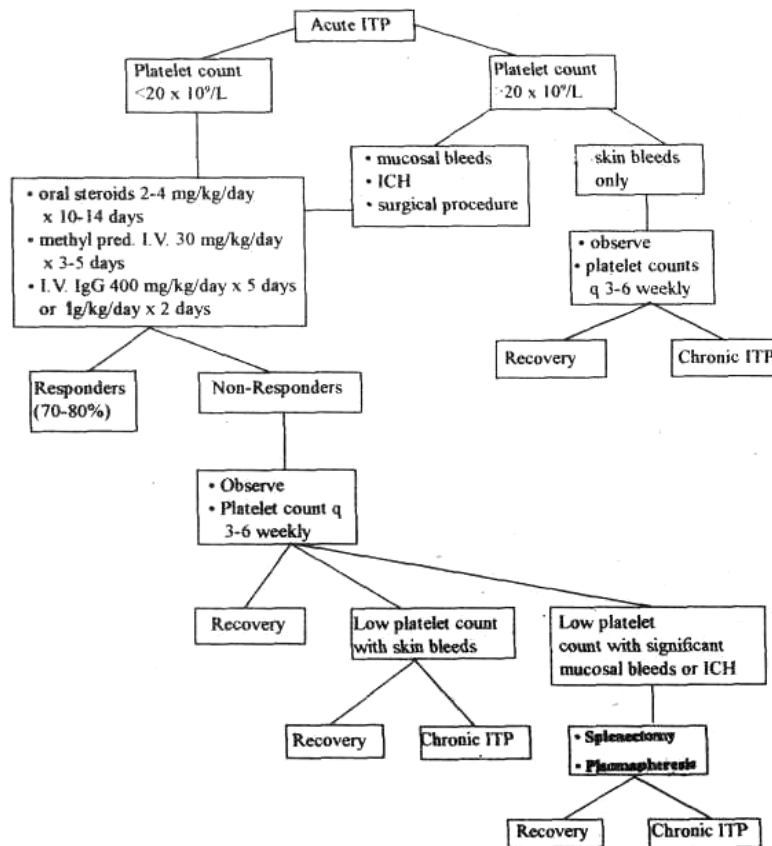 Acute ITP
Platelet count
<20 x 10⁹/L
Platelet count
>20 x 10⁹/L
• mucosal bleeds
• ICH
• surgical procedure
skin bleeds
only
• oral steroids 2-4 mg/kg/day
x 10-14 days
• methyl pred. I.V. 30 mg/kg/day
x 3-5 days
• I.V. IgG 400 mg/kg/day x 5 days
or 1g/kg/day x 2 days
• observe
• platelet counts
q 3-6 weekly
Recovery
Chronic ITP
Responders
(70-80%)
Non-Responders
• Observe
• Platelet count q
3-6 weekly
Recovery
Low platelet count
with skin bleeds
Low platelet
count with significant
mucosal bleeds or ICH
Recovery
Chronic ITP
• Splenectomy
• Plasmapheresis
Recovery
Chronic ITP